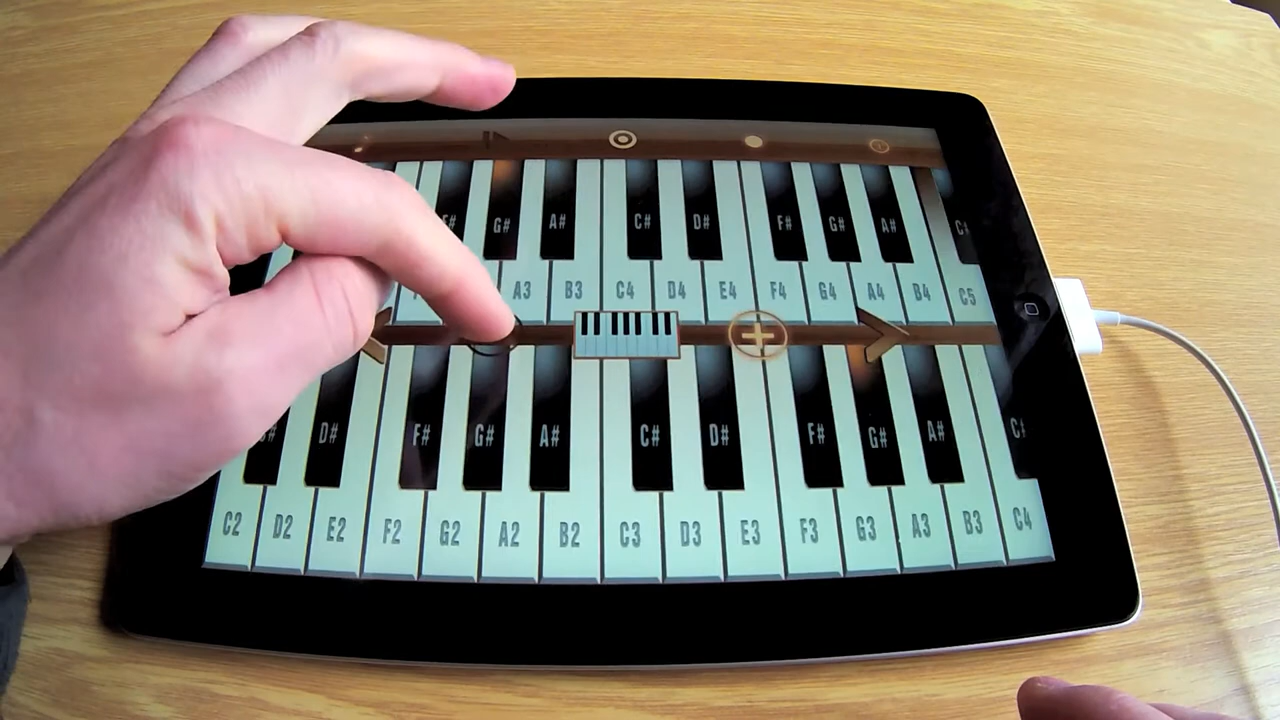 F# G# A# C# D# F# G# A# C#
A3 B3 C4 D4 E4 F4 G4 A4 B4 C5
D# F# G# A# C# D# F# G# A# C#
C2 D2 E2 F2 G2 A2 B2 C3 D3 E3 F3 G3 A3 B3 C4